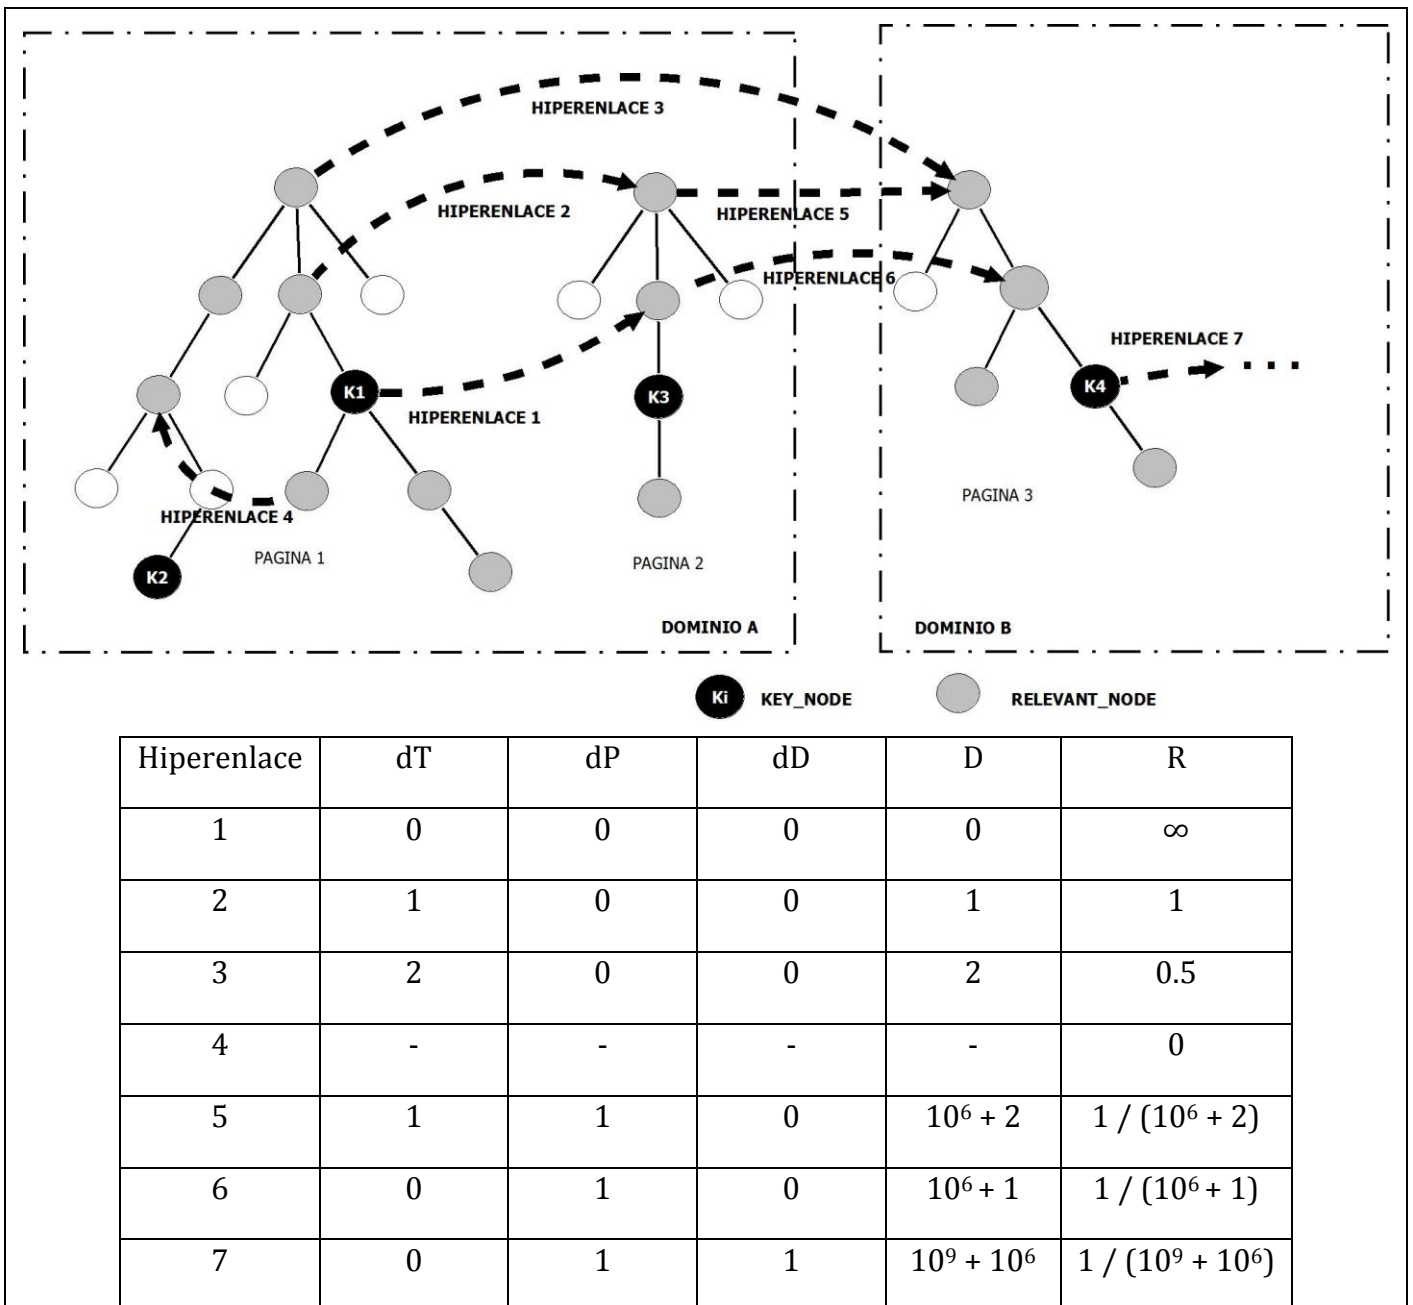 HIPERENLACE 3
HIPERENLACE 2
HIPERENLACE 5
HIPERENLACE 6
HIPERENLACE 7
K1
K3
K4
HIPERENLACE 1
HIPERENLACE 4
PAGINA 3
PAGINA 1
PAGINA 2
K2
DOMINIO A
DOMINIO B
Ki KEY_NODE RELEVANT_NODE
Hiperenlace dT dP dD D R
1 0 0 0 0 ∞
2 1 0 0 1 1
3 2 0 0 2 0.5
4 - - - - 0
5 1 1 0 10⁶ + 2 1 / (10⁶ + 2)
6 0 1 0 10⁶ + 1 1 / (10⁶ + 1)
7 0 1 1 10⁹ + 10⁶ 1 / (10⁹ + 10⁶)